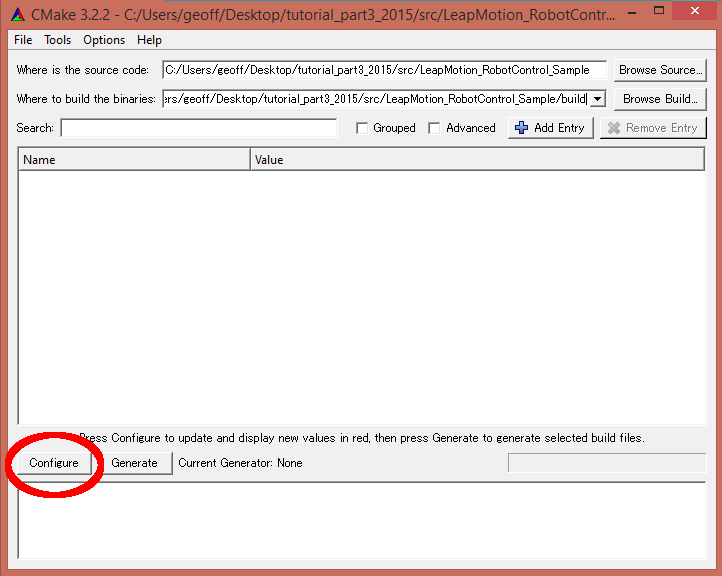 CMake 3.2.2 - C:/Users/geoff/Desktop/tutorial_part3_2015/src/LeapMotion_RobotContr...
File Tools Options Help
Where is the source code: C:/Users/geoff/Desktop/tutorial_part3_2015/src/LeapMotion_RobotControl_Sample Browse Source...
Where to build the binaries: ers/geoff/Desktop/tutorial_part3_2015/src/LeapMotion_RobotControl_Sample/build Browse Build...
Search: Grouped Advanced Add Entry Remove Entry
Name Value
Press Configure to update and display new values in red, then press Generate to generate selected build files.
Configure Generate Current Generator: None